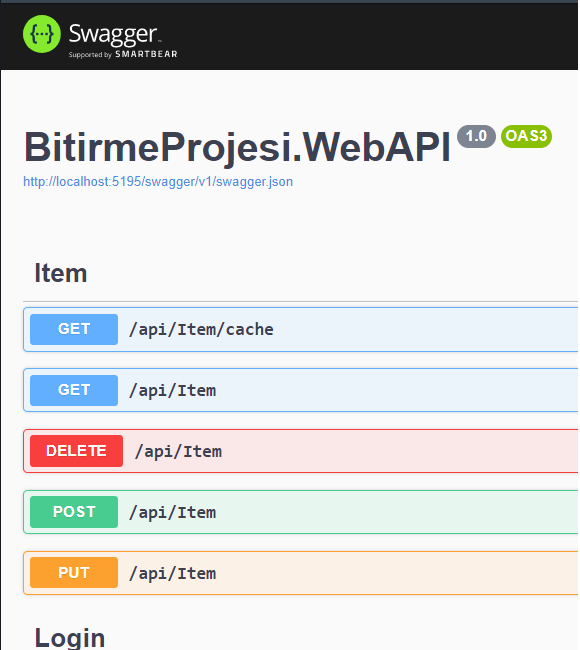 Swagger
Supported by SMARTBEAR
BitirmeProjesi.WebAPI 1.0 OAS3
http://localhost:5195/swagger/v1/swagger.json
Item
GET /api/Item/cache
GET /api/Item
DELETE /api/Item
POST /api/Item
PUT /api/Item
Login